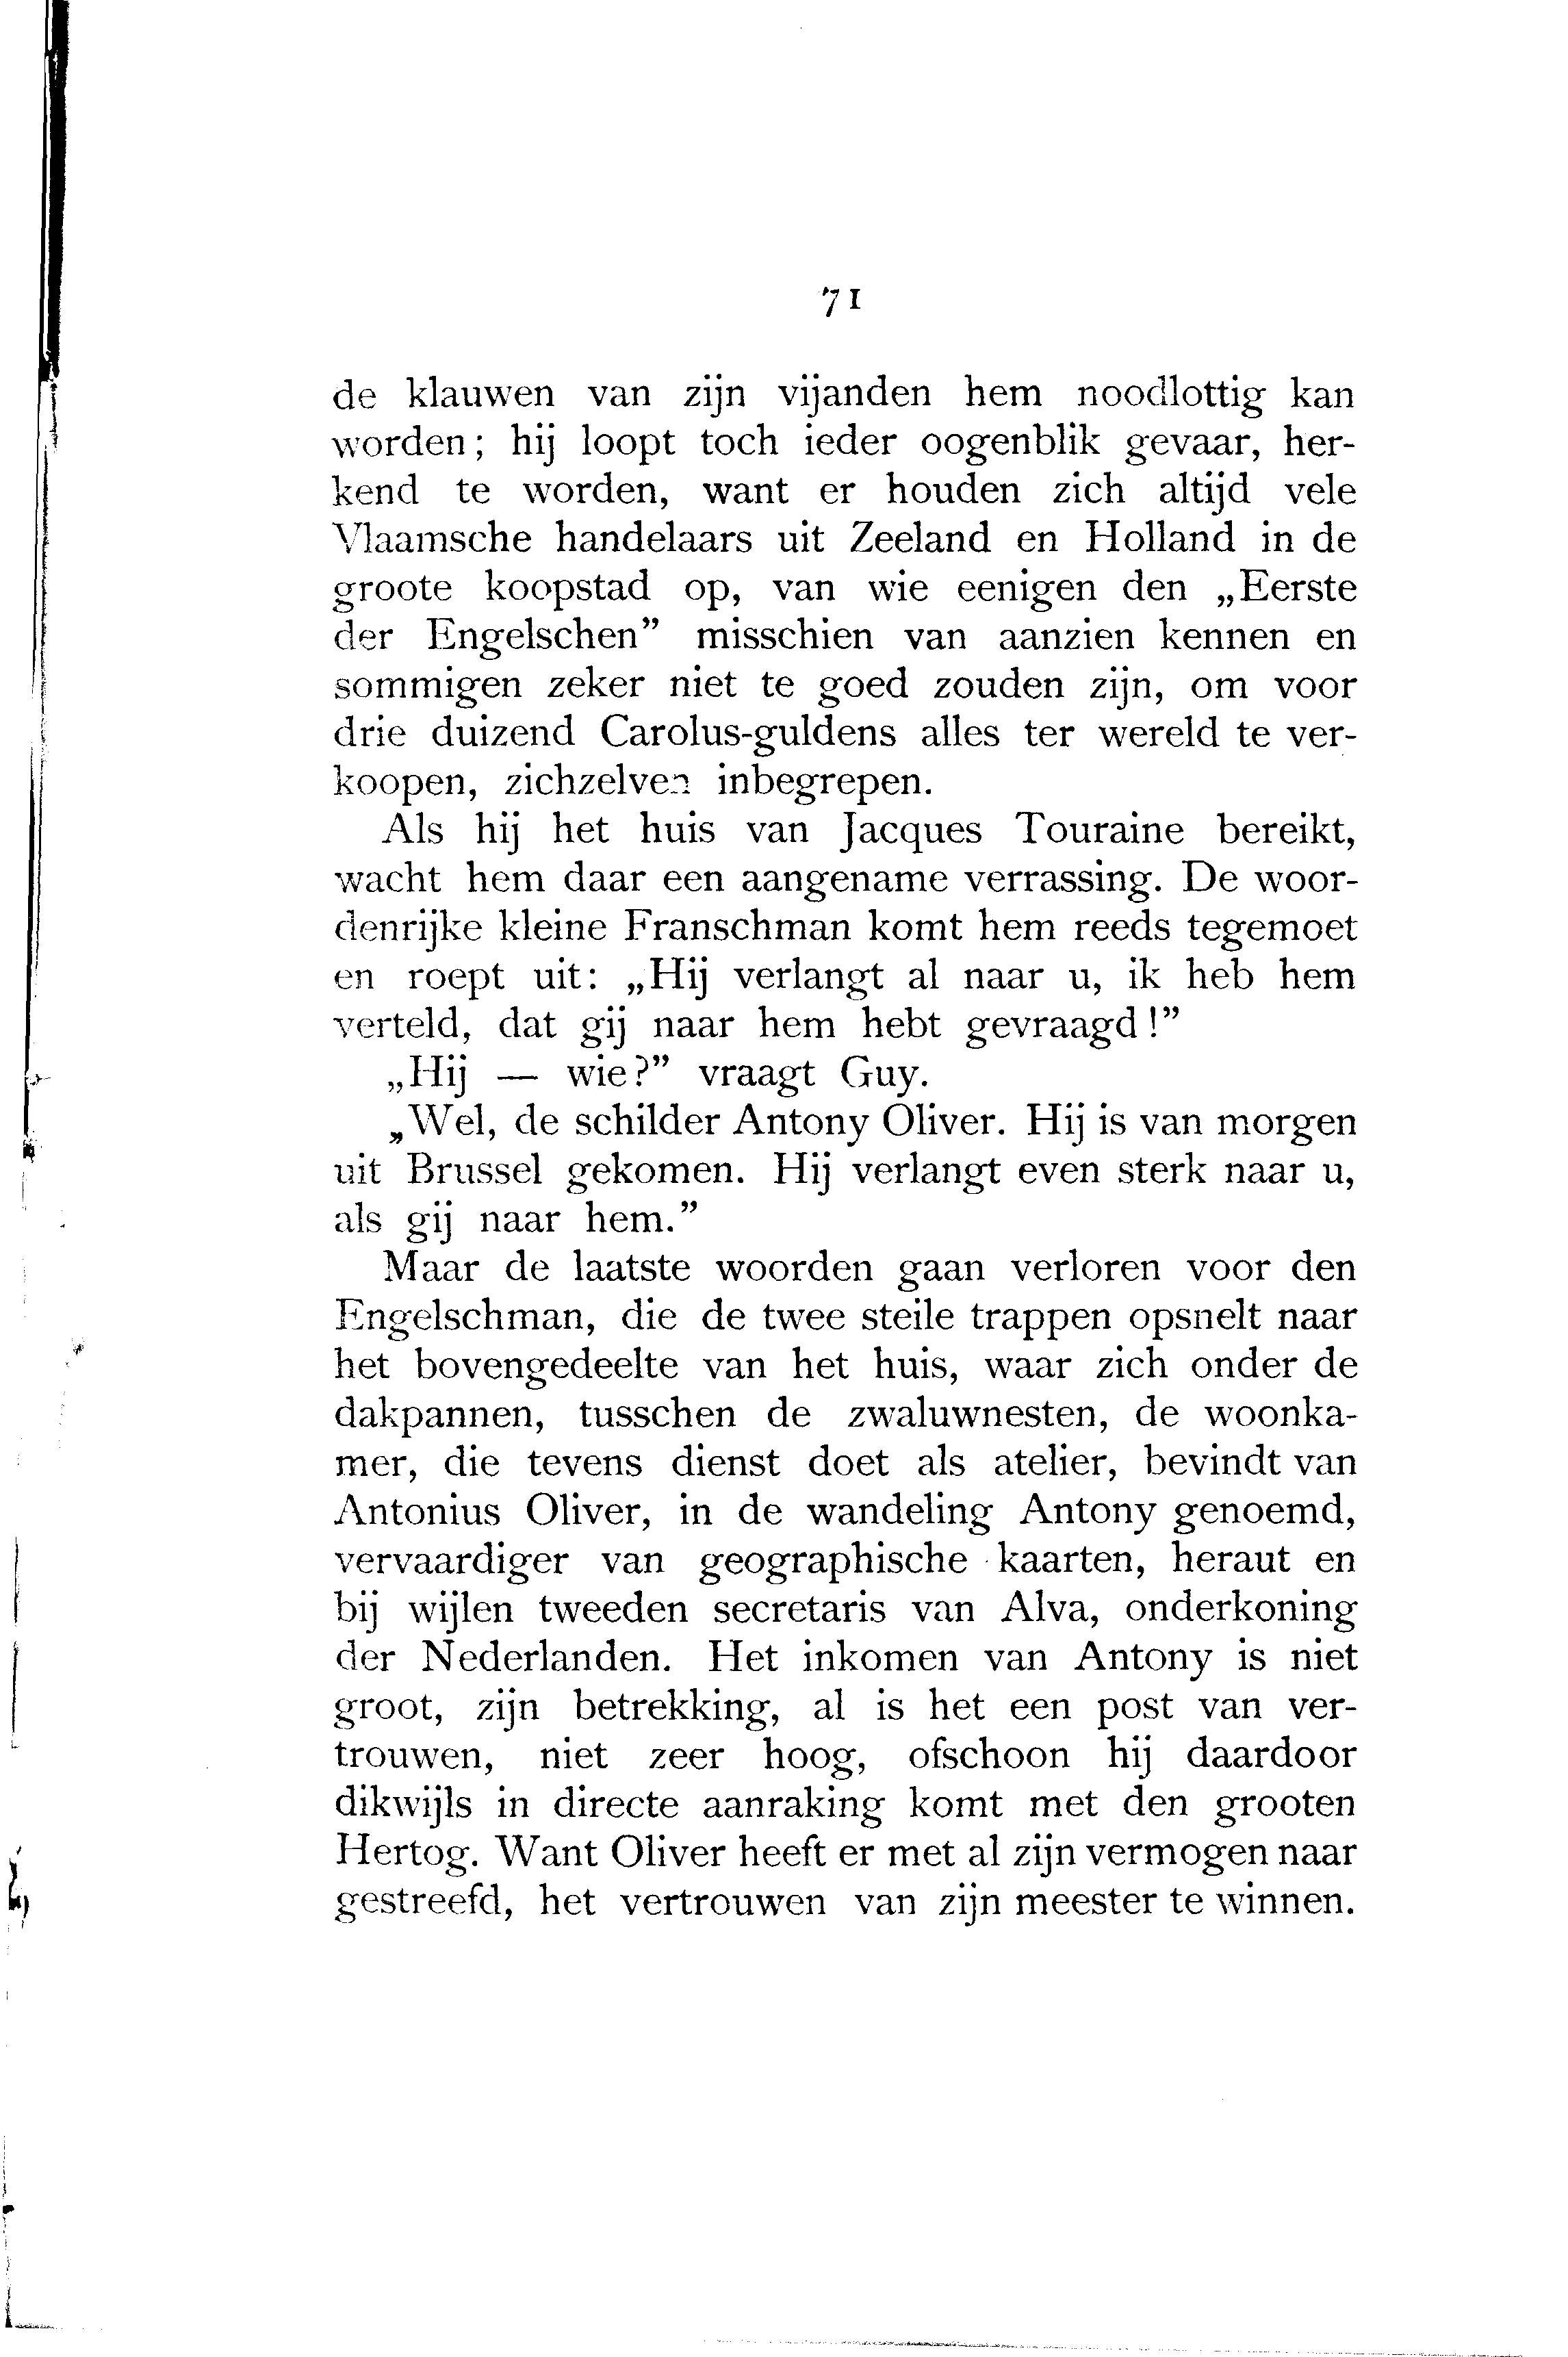 71
de klauwen van zijn vijanden hem noodlottig kan
worden; hij loopt toch ieder oogenblik gevaar, her-
kend te worden, want er houden zich altijd vele
Vlaamsche handelaars uit Zeeland en Holland in de
groote koopstad op, van wie eenigen den „Eerste
der Engelschen” misschien van aanzien kennen en
sommigen zeker niet te goed zouden zijn, om voor
drie duizend Carolus-guldens alles ter wereld te ver-
koopen, zichzelven inbegrepen.
Als hij het huis van Jacques Touraine bereikt,
wacht hem daar een aangename verrassing. De woor-
denrijke kleine Franschman komt hem reeds tegemoet
en roept uit: „Hij verlangt al naar u, ik heb hem
verteld, dat gij naar hem hebt gevraagd!”
„Hij — wie?” vraagt Guy.
„Wel, de schilder Antony Oliver. Hij is van morgen
uit Brussel gekomen. Hij verlangt even sterk naar u,
als gij naar hem.”
Maar de laatste woorden gaan verloren voor den
Engelschman, die de twee steile trappen opsnelt naar
het bovengedeelte van het huis, waar zich onder de
dakpannen, tusschen de zwaluwnesten, de woonka-
mer, die tevens dienst doet als atelier, bevindt van
Antonius Oliver, in de wandeling Antony genoemd,
vervaardiger van geographische kaarten, heraut en
bij wijlen tweeden secretaris van Alva, onderkoning
der Nederlanden. Het inkomen van Antony is niet
groot, zijn betrekking, al is het een post van ver-
trouwen, niet zeer hoog, ofschoon hij daardoor
dikwijls in directe aanraking komt met den grooten
Hertog. Want Oliver heeft er met al zijn vermogen naar
gestreefd, het vertrouwen van zijn meester te winnen.